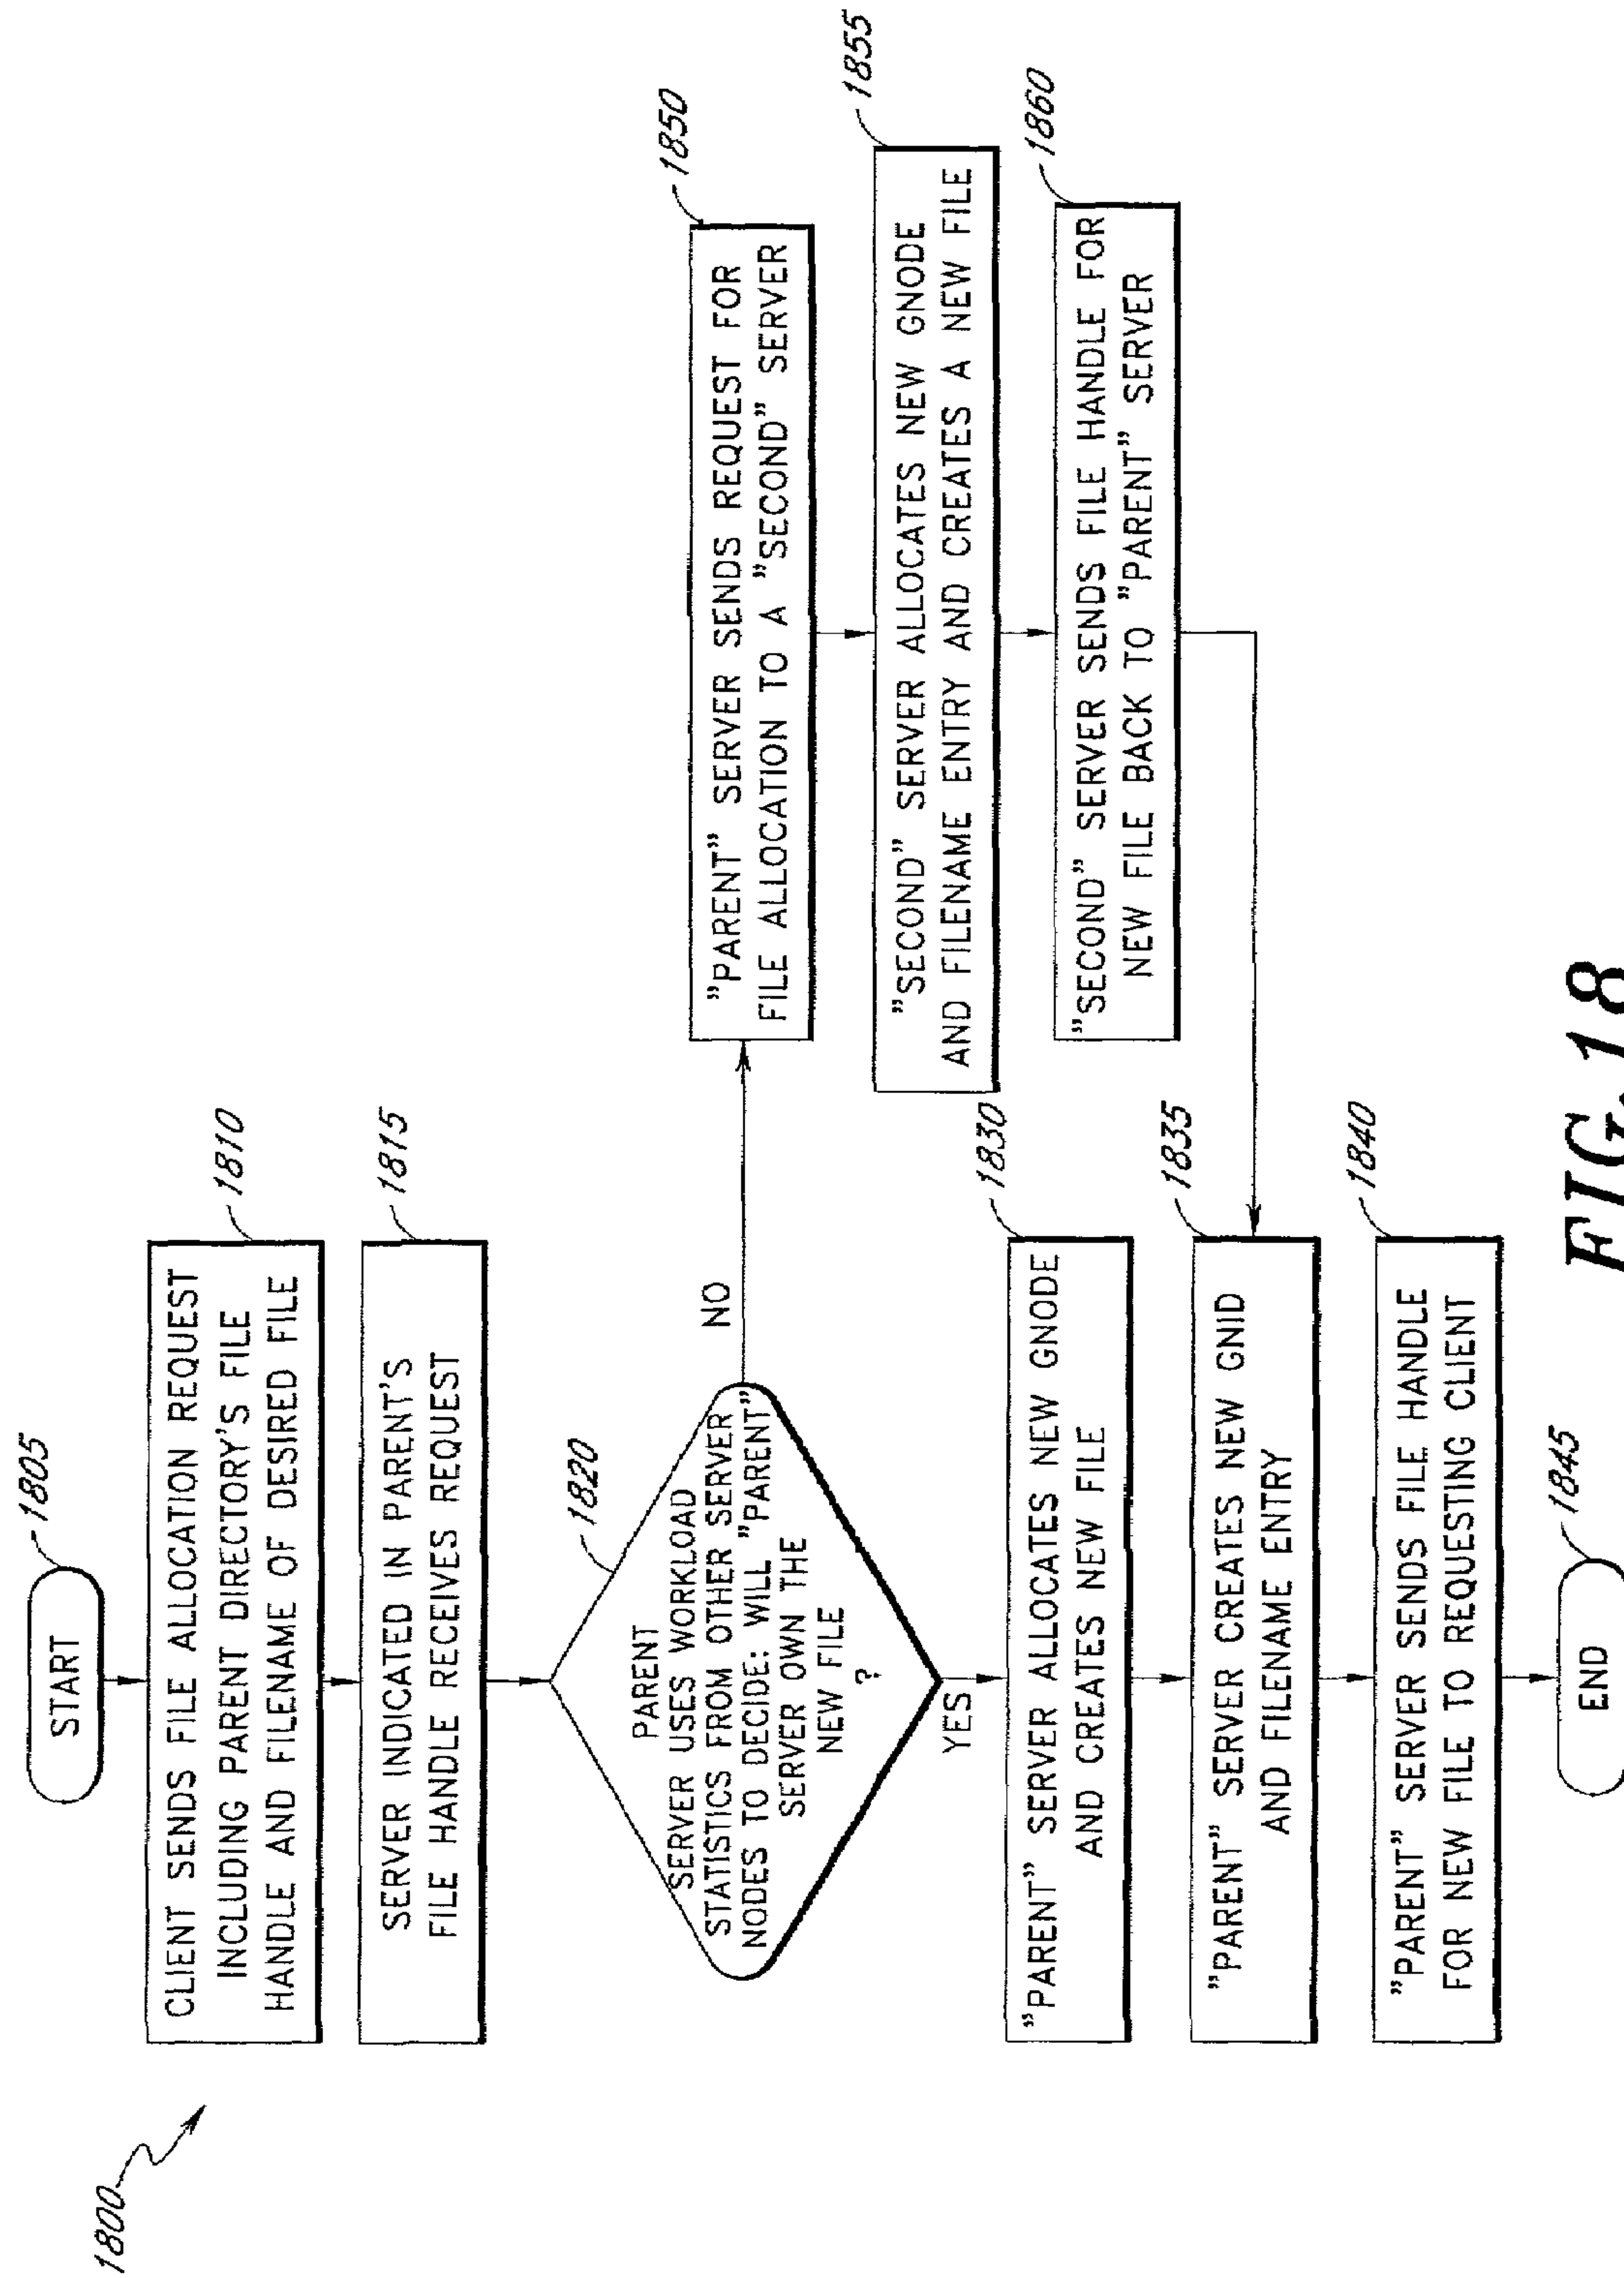 1800
START
1805
CLIENT SENDS FILE ALLOCATION REQUEST
INCLUDING PARENT DIRECTORY'S FILE
HANDLE AND FILENAME OF DESIRED FILE
1810
SERVER INDICATED IN PARENT'S
FILE HANDLE RECEIVES REQUEST
1815
PARENT
SERVER USES WORKLOAD
STATISTICS FROM OTHER SERVER
NODES TO DECIDE: WILL "PARENT"
SERVER OWN THE
NEW FILE
?
1820
NO
YES
"PARENT" SERVER ALLOCATES NEW GNODE
AND CREATES NEW FILE
1830
"PARENT" SERVER CREATES NEW GNID
AND FILENAME ENTRY
1835
"PARENT" SERVER SENDS FILE HANDLE
FOR NEW FILE TO REQUESTING CLIENT
1840
END
1845
"PARENT" SERVER SENDS REQUEST FOR
FILE ALLOCATION TO A "SECOND" SERVER
1850
"SECOND" SERVER ALLOCATES NEW GNODE
AND FILENAME ENTRY AND CREATES A NEW FILE
1855
"SECOND" SERVER SENDS FILE HANDLE FOR
NEW FILE BACK TO "PARENT" SERVER
1860
FIG.18